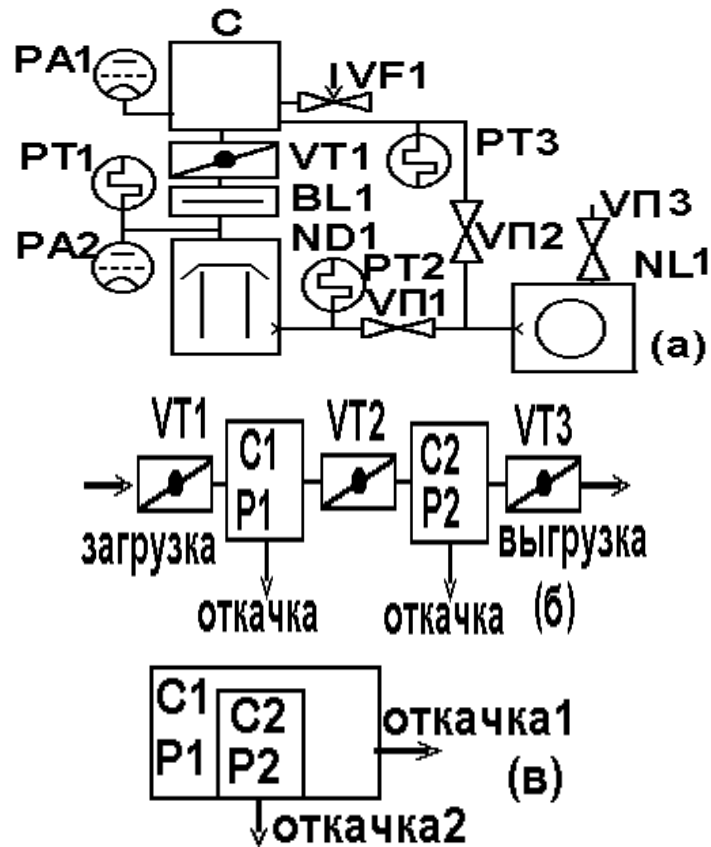 C
PA1
VF1
PT1
VT1
PT3
BL1
PA2
ND1
VП2
VП3
PT2
VП1
NL1
(а)
VT1
VT2
VT3
C1
P1
C2
P2
загрузка
выгрузка
откачка
откачка
(б)
C1
P1
C2
P2
откачка1
(в)
откачка2